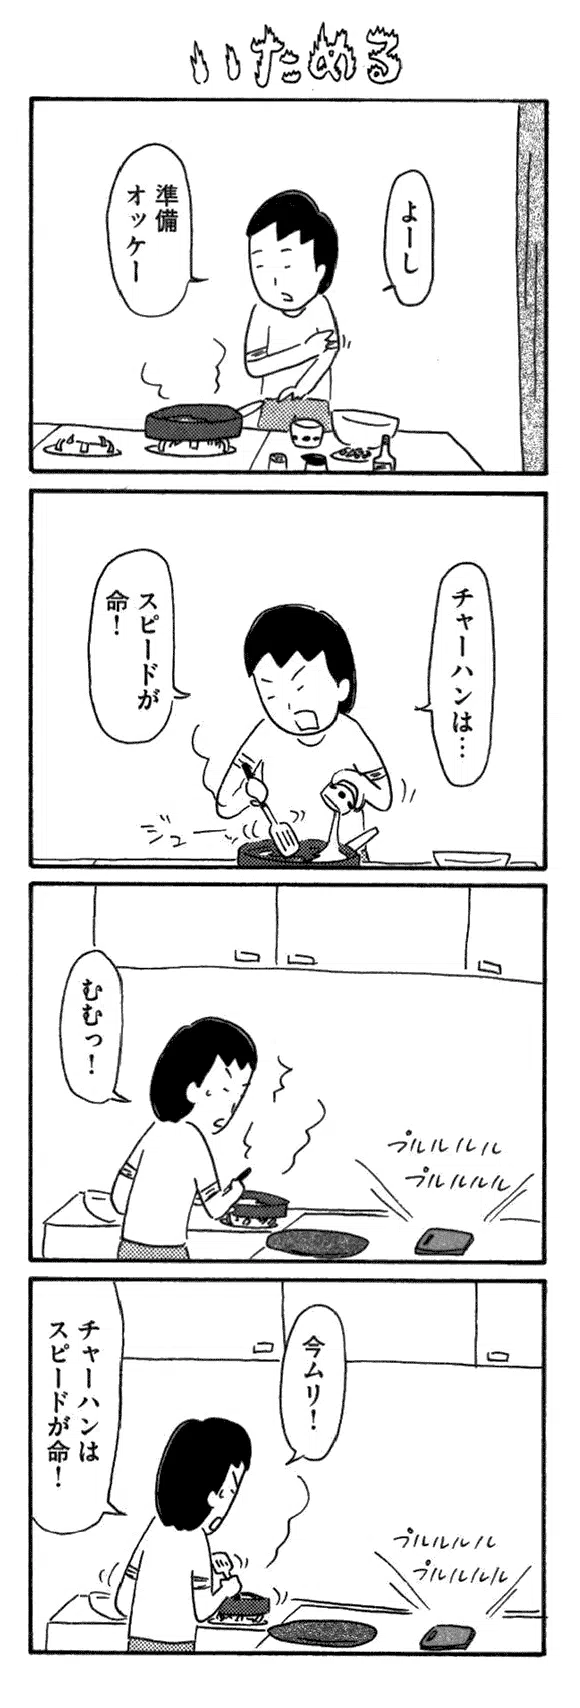 いためる
よーし
準備
オッケー
チャーハンは…
スピードが
命!
ジュー
むむっ!
プルルルル
プルルルル
今ムリ!
チャーハンは
スピードが命!
プルルルル
プルルルル